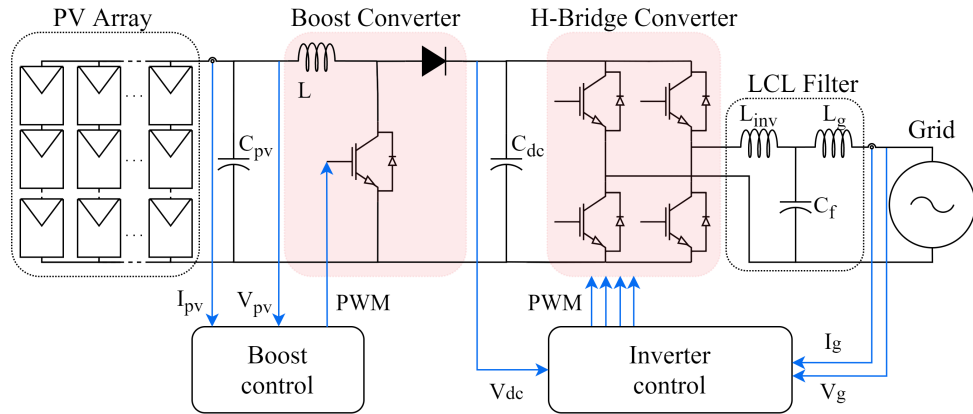 PV Array
Boost Converter
H-Bridge Converter
LCL Filter
Grid
L
Linv
Lg
Cpv
Cdc
Cf
Ipv
Vpv
PWM
PWM
Vdc
Ig
Vg
Boost
control
Inverter
control